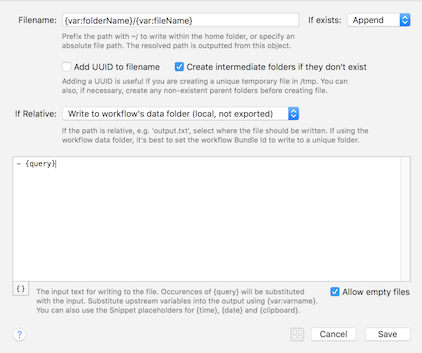 Filename: {var:folderName}/{var:fileName} If exists: Append
Prefix the path with ~/ to write within the home folder, or specify an
absolute file path. The resolved path is outputted from this object.
Add UUID to filename Create intermediate folders if they don't exist
Adding a UUID is useful if you are creating a unique temporary file in /tmp. You can
also, if necessary, create any non-existent parent folders before creating file.
If Relative: Write to workflow's data folder (local, not exported)
If the path is relative, e.g. 'output.txt', select where the file should be written. If using the
workflow data folder, it's best to set the workflow Bundle Id to write to a unique folder.
- {query}
{} The input text for writing to the file. Occurences of {query} will be substituted
with the input. Substitute upstream variables into the output using {var:varname}.
You can also use the Snippet placeholders for {time}, {date} and {clipboard}.
Allow empty files
? Cancel Save